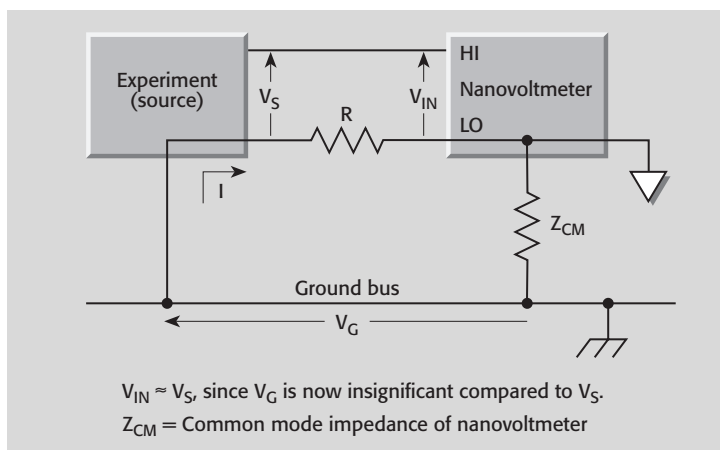 Experiment
(source)
V_S
R
V_IN
HI
Nanovoltmeter
LO
I
Z_CM
Ground bus
V_G
V_IN ≈ V_S, since V_G is now insignificant compared to V_S.
Z_CM = Common mode impedance of nanovoltmeter